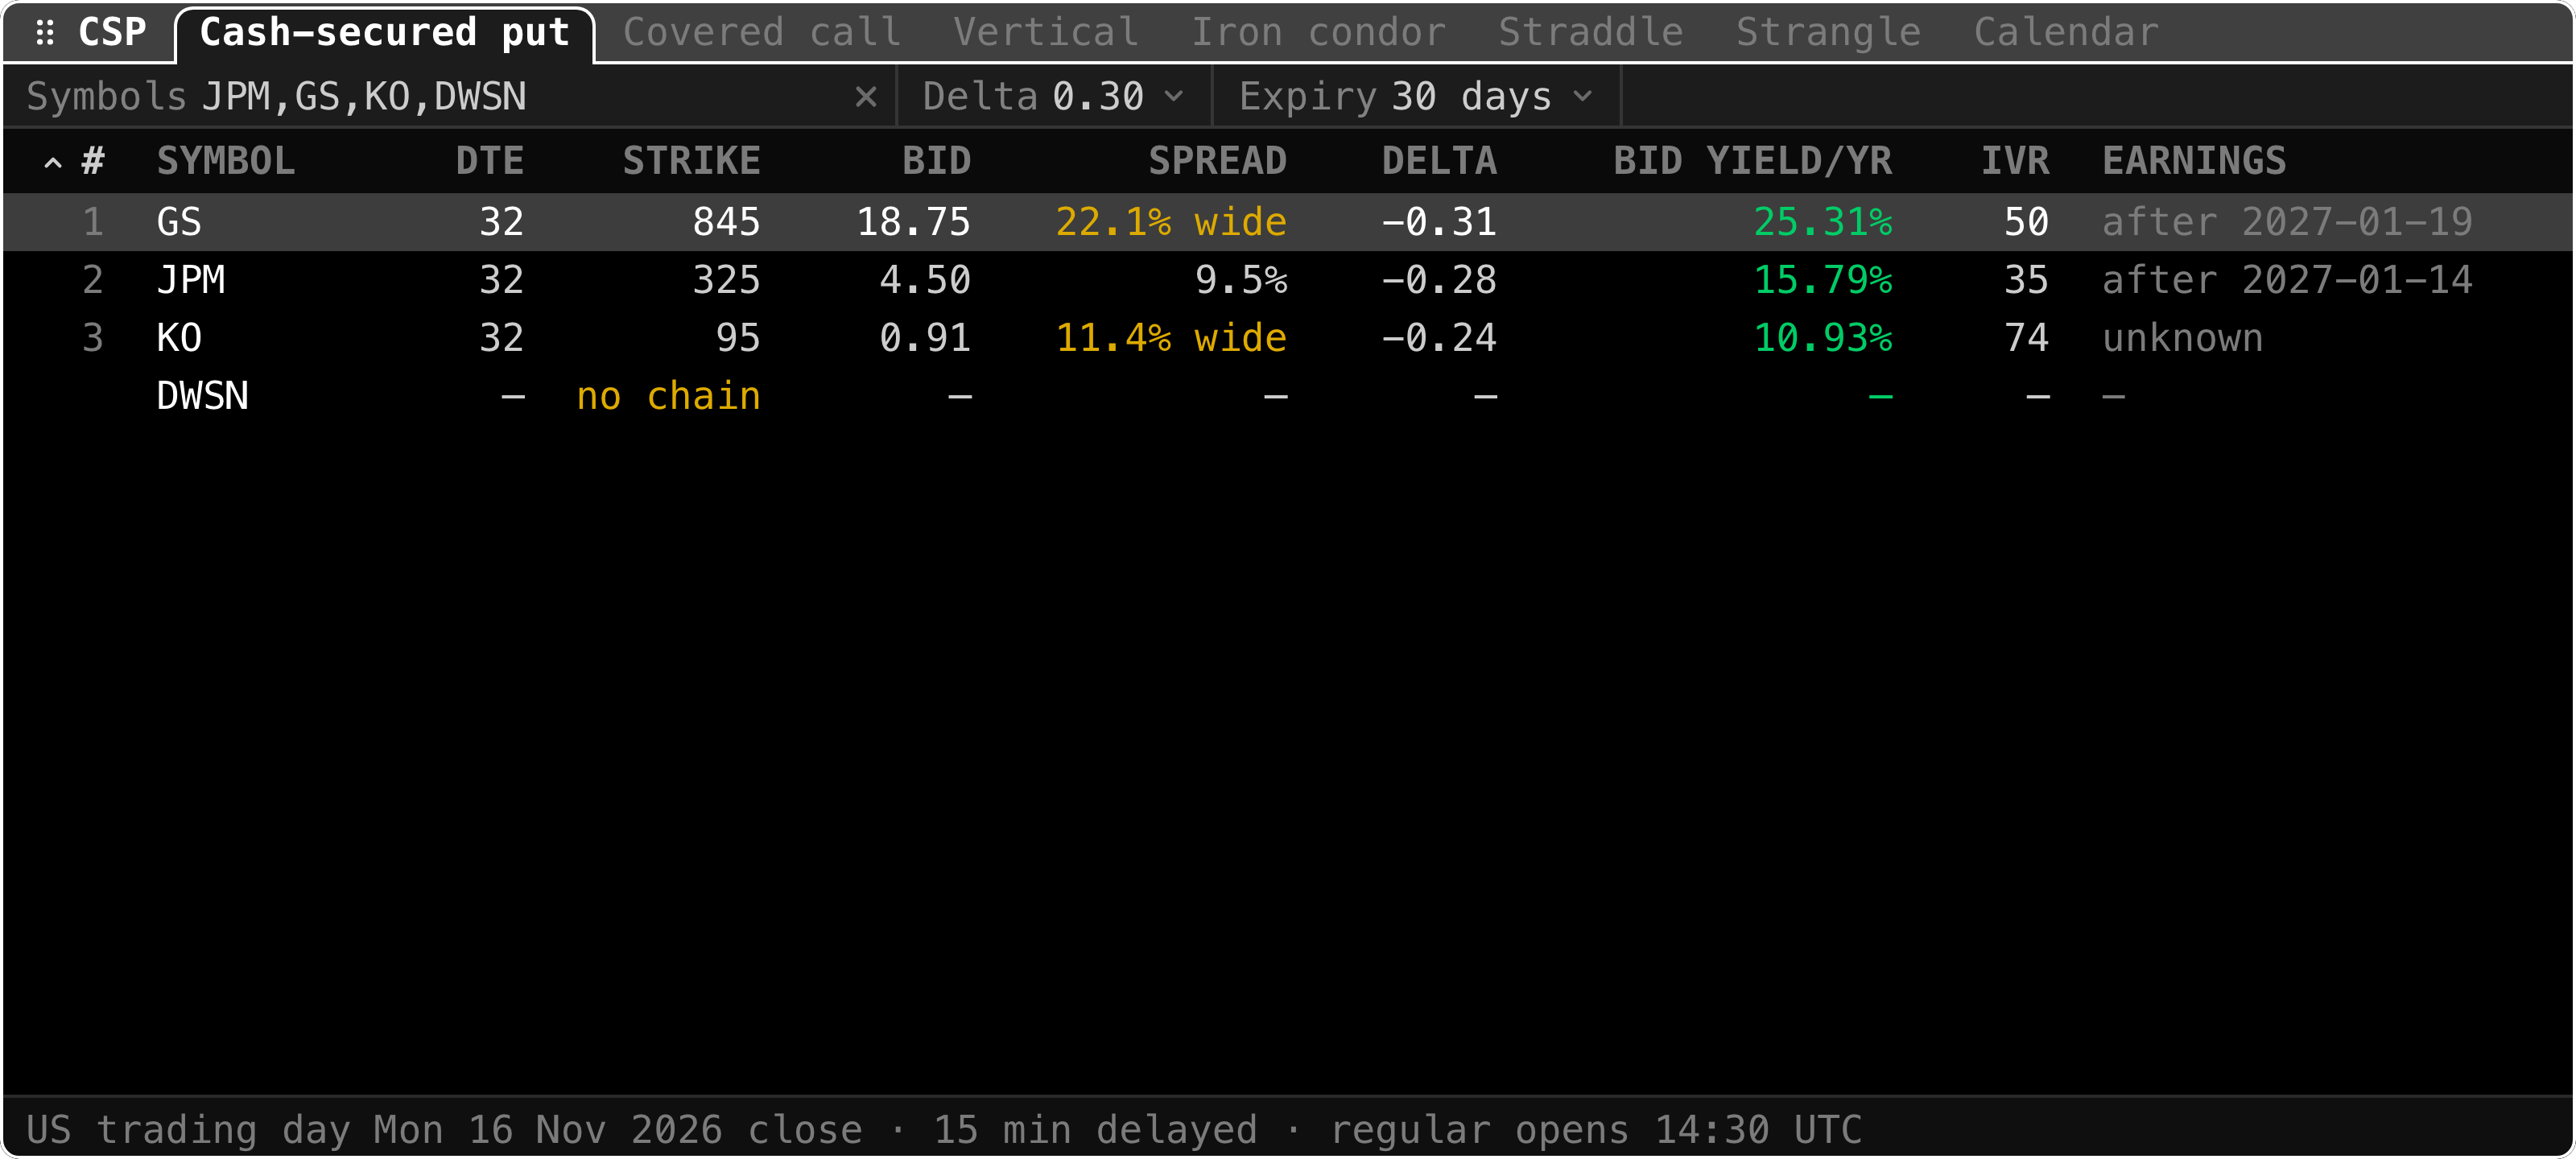 CSP Cash-secured put Covered call Vertical Iron condor Straddle Strangle Calendar
Symbols JPM,GS,KO,DWSN × Delta 0.30 Expiry 30 days
# SYMBOL DTE STRIKE BID SPREAD DELTA BID YIELD/YR IVR EARNINGS
1 GS 32 845 18.75 22.1% wide −0.31 25.31% 50 after 2027-01-19
2 JPM 32 325 4.50 9.5% −0.28 15.79% 35 after 2027-01-14
3 KO 32 95 0.91 11.4% wide −0.24 10.93% 74 unknown
DWSN — no chain — — — — — —
US trading day Mon 16 Nov 2026 close · 15 min delayed · regular opens 14:30 UTC